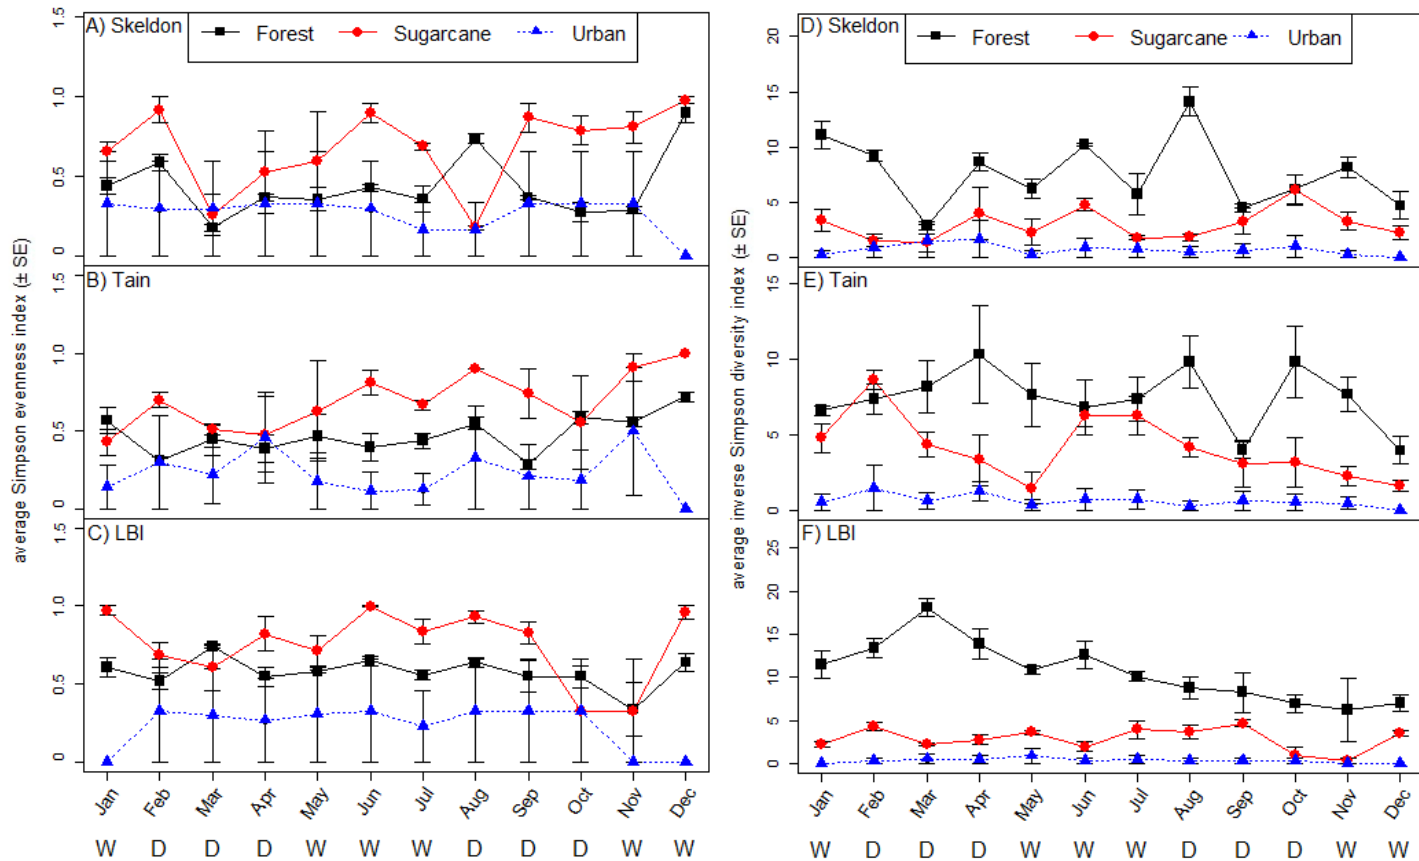 A) Skeldon
Forest Sugarcane Urban
1.5
1.0
0.5
0
B) Tain
1.5
1.0
0.5
0
C) LBI
1.5
1.0
0.5
0
average Simpson evenness index (± SE)
Jan Feb Mar Apr May Jun Jul Aug Sep Oct Nov Dec
W D D D W W W D D D W W
D) Skeldon
Forest Sugarcane Urban
20
15
10
5
0
E) Tain
15
10
5
0
F) LBI
25
20
15
10
5
0
average inverse Simpson diversity index (± SE)
Jan Feb Mar Apr May Jun Jul Aug Sep Oct Nov Dec
W D D D W W W D D D W W